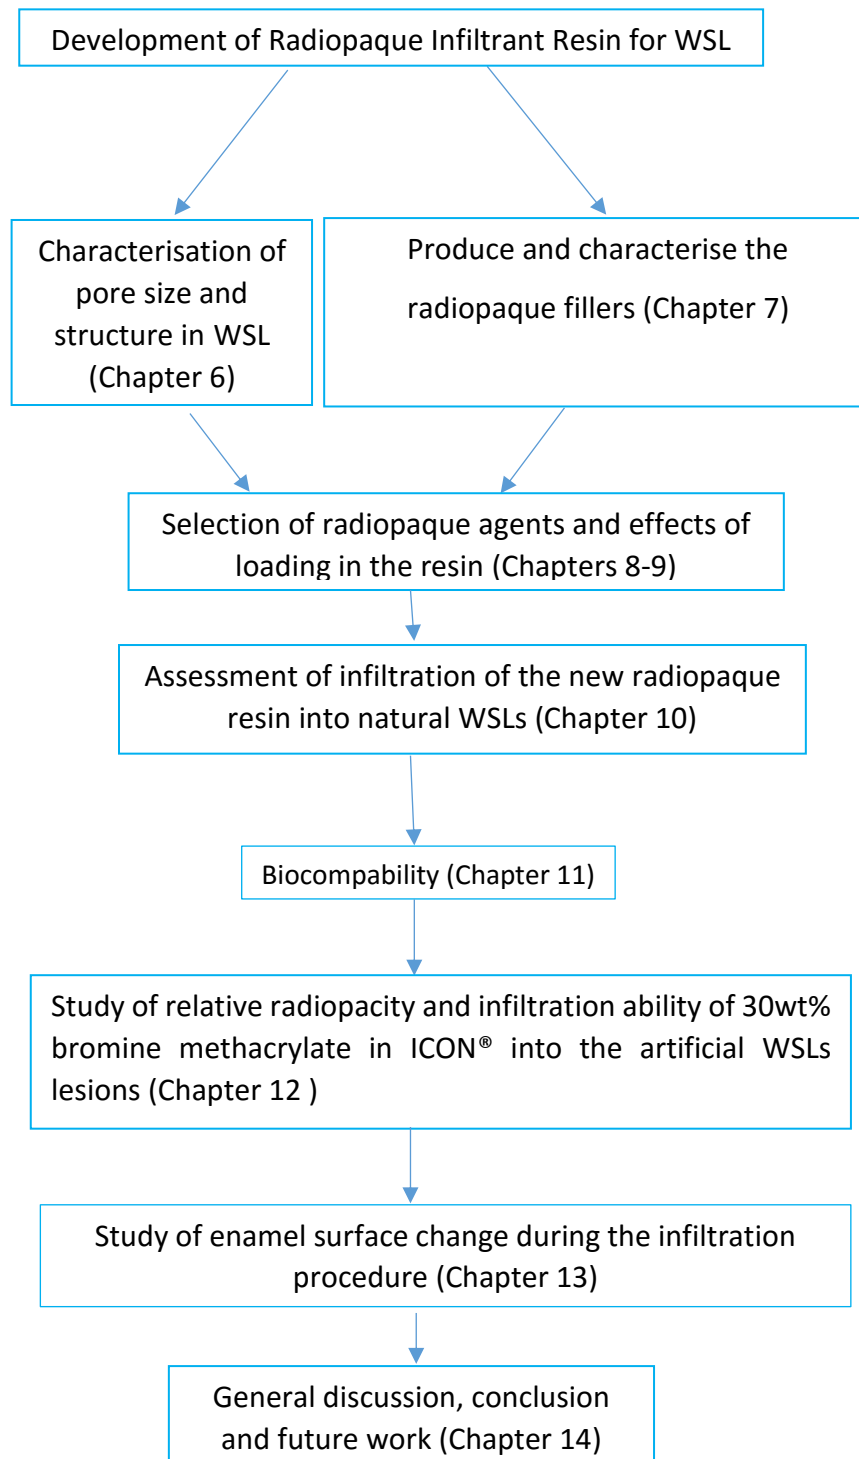 Development of Radiopaque Infiltrant Resin for WSL
Characterisation of
pore size and
structure in WSL
(Chapter 6)
Produce and characterise the
radiopaque fillers (Chapter 7)
Selection of radiopaque agents and effects of
loading in the resin (Chapters 8-9)
Assessment of infiltration of the new radiopaque
resin into natural WSLs (Chapter 10)
Biocompability (Chapter 11)
Study of relative radiopacity and infiltration ability of 30wt%
bromine methacrylate in ICON® into the artificial WSLs
lesions (Chapter 12 )
Study of enamel surface change during the infiltration
procedure (Chapter 13)
General discussion, conclusion
and future work (Chapter 14)